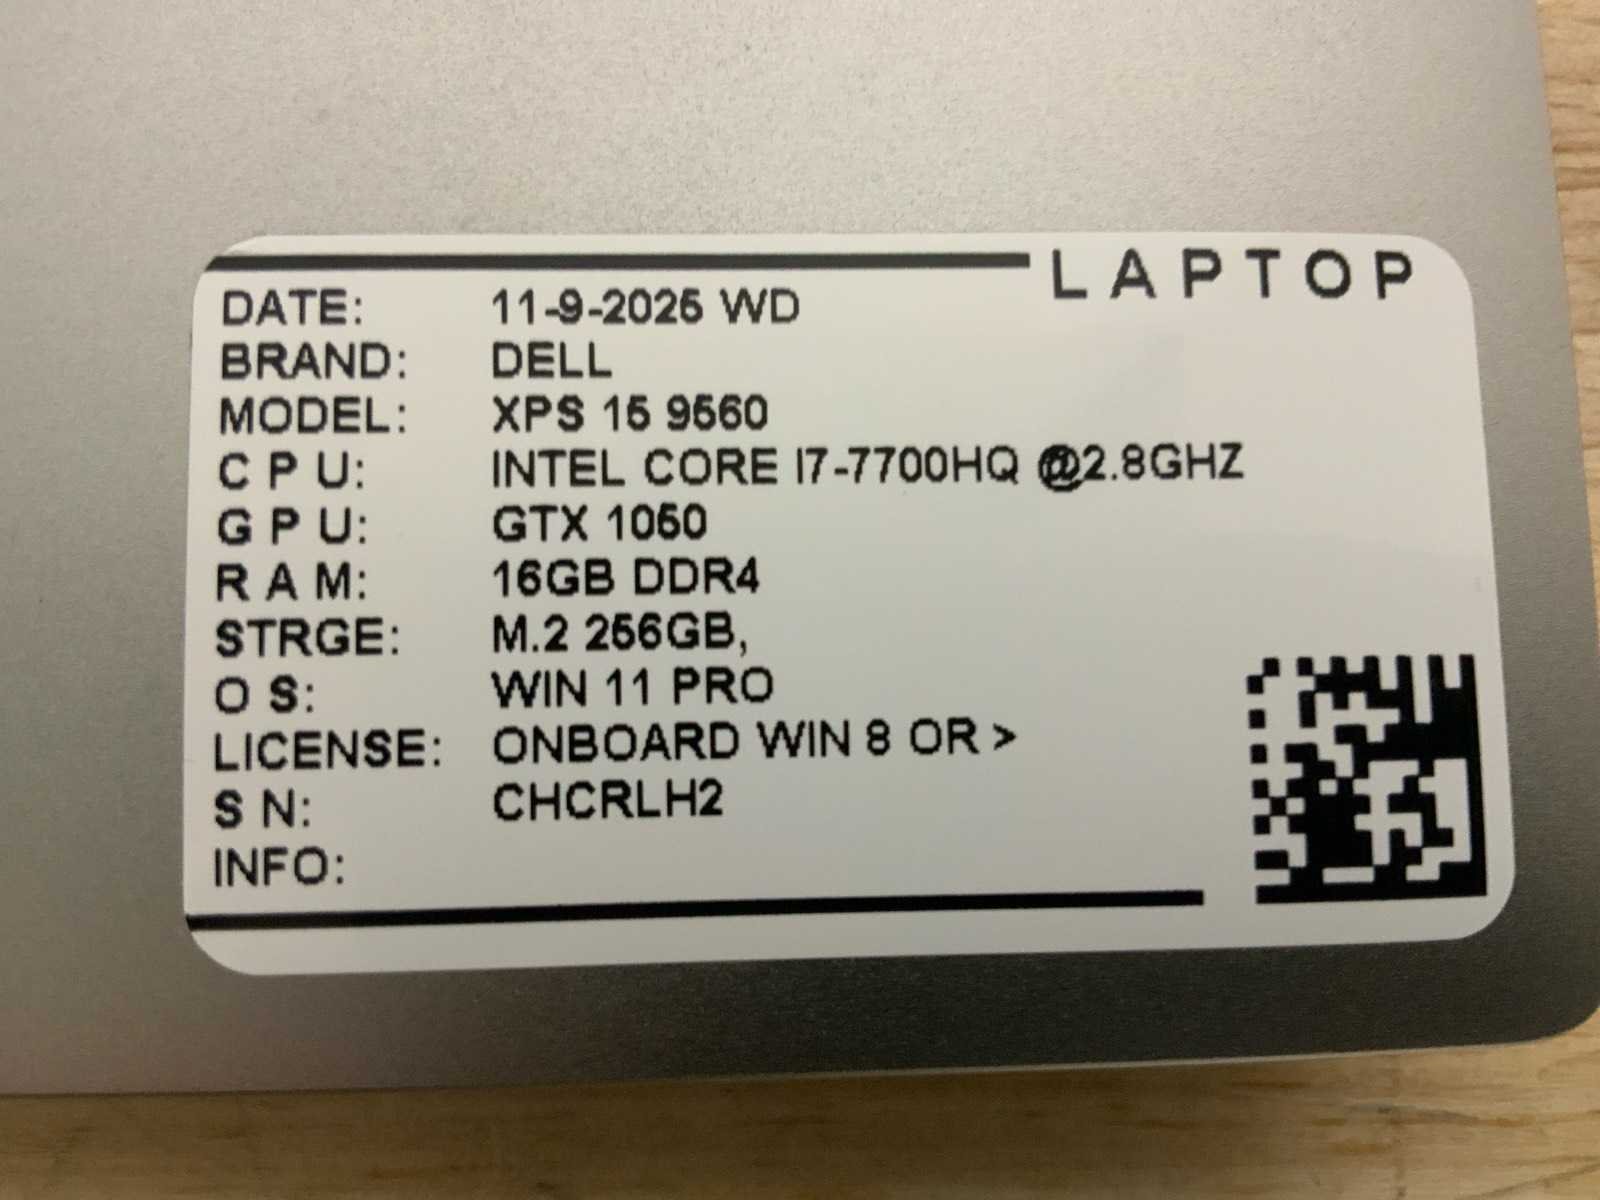 LAPTOP
DATE: 11-9-2025 WD
BRAND: DELL
MODEL: XPS 15 9560
C P U: INTEL CORE I7-7700HQ @2.8GHZ
G P U: GTX 1050
R A M: 16GB DDR4
STRGE: M.2 256GB,
O S: WIN 11 PRO
LICENSE: ONBOARD WIN 8 OR >
S N: CHCRLH2
INFO: